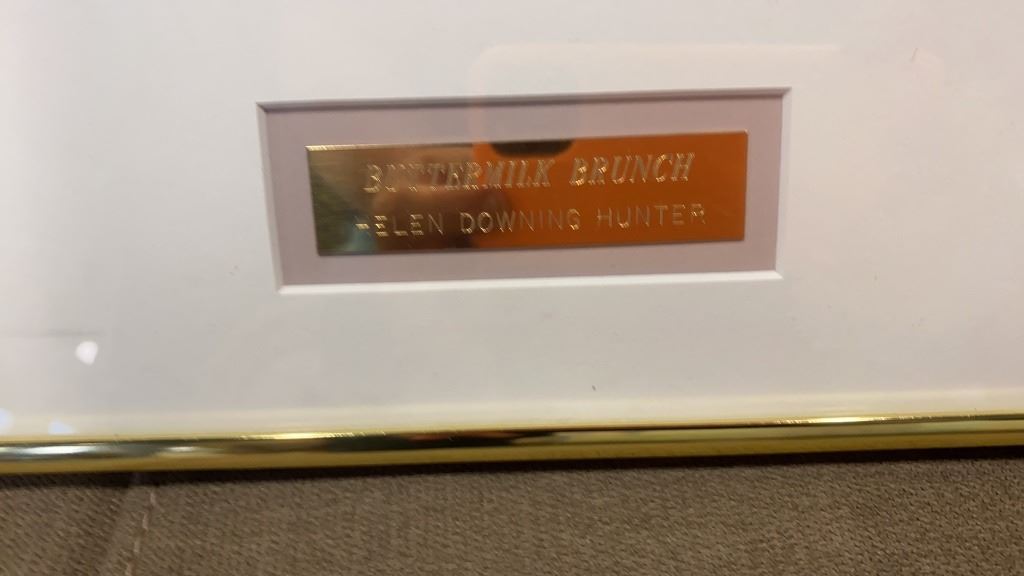 BUTTERMILK BRUNCH
HELEN DOWNING HUNTER